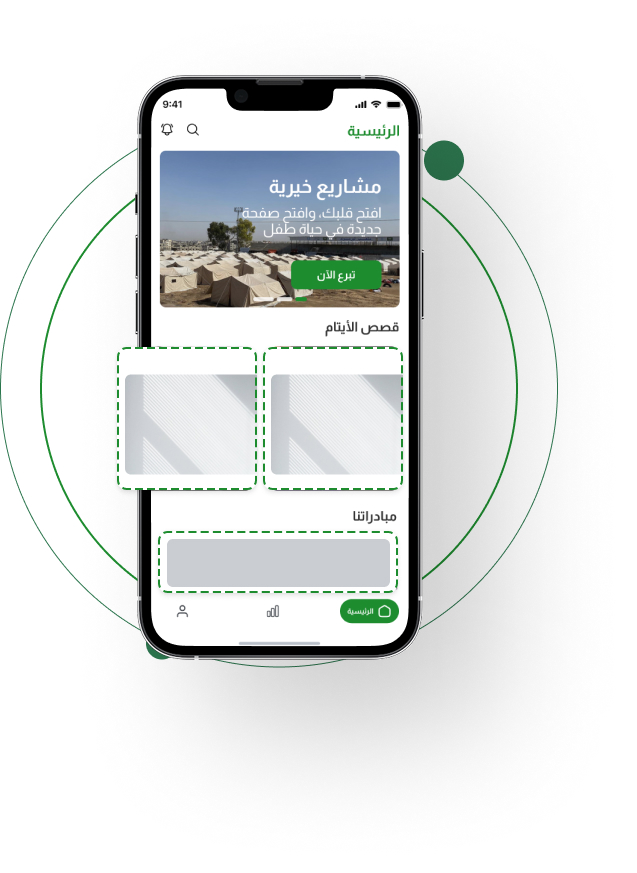 9:41
الرئيسية
مشاريع خيرية
افتح قلبك، وافتح صفحة
جديدة في حياة طفل
تبرع الآن
قصص الأيتام
مبادراتنا
الرئيسية